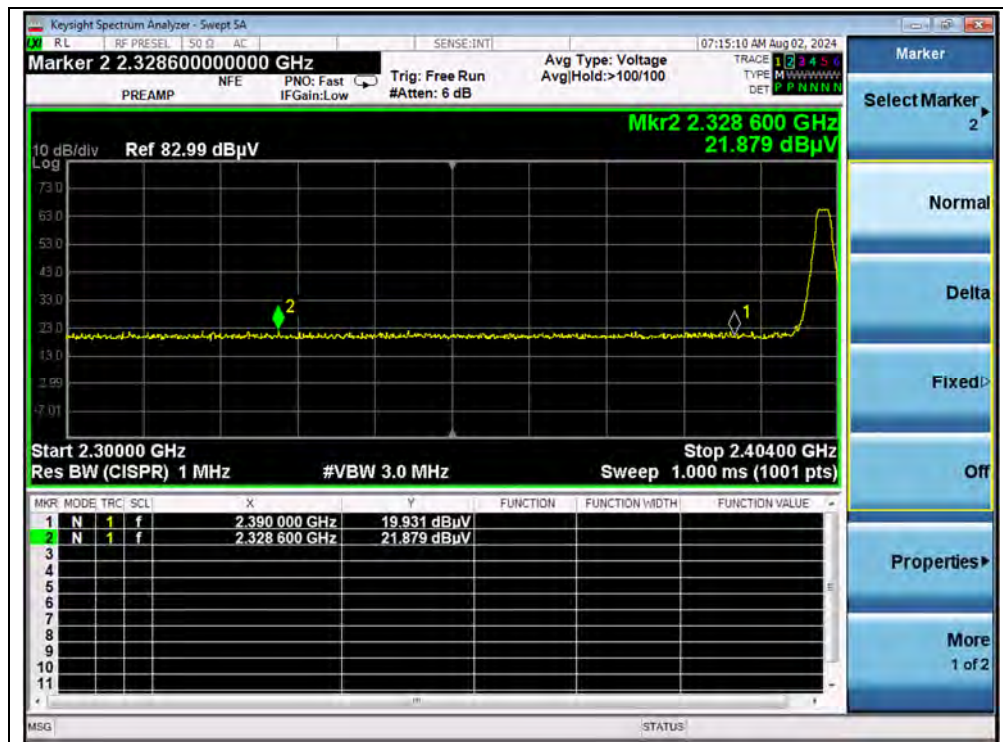 Keysight Spectrum Analyzer - Swept SA
LXI RL RF PRESEL 50 Ω AC SENSE:INT 07:15:10 AM Aug 02, 2024
Marker 2 2.328600000000 GHz
NFE
PREAMP
PNO: Fast
IFGain:Low
Trig: Free Run
#Atten: 6 dB
Avg Type: Voltage
Avg|Hold:>100/100
TRACE 1 2 3 4 5 6
TYPE M W W W W W
DET P P N N N N
Mkr2 2.328 600 GHz
21.879 dBµV
10 dB/div Ref 82.99 dBµV
Log
73.0
63.0
53.0
43.0
33.0
23.0
13.0
2.99
-7.01
2
1
Start 2.30000 GHz Stop 2.40400 GHz
Res BW (CISPR) 1 MHz #VBW 3.0 MHz Sweep 1.000 ms (1001 pts)
MKR MODE TRC SCL X Y FUNCTION FUNCTION WIDTH FUNCTION VALUE
1 N 1 f 2.390 000 GHz 19.931 dBµV
2 N 1 f 2.328 600 GHz 21.879 dBµV
3
4
5
6
7
8
9
10
11
MSG STATUS
Marker
Select Marker
2
Normal
Delta
Fixed
Off
Properties
More
1 of 2